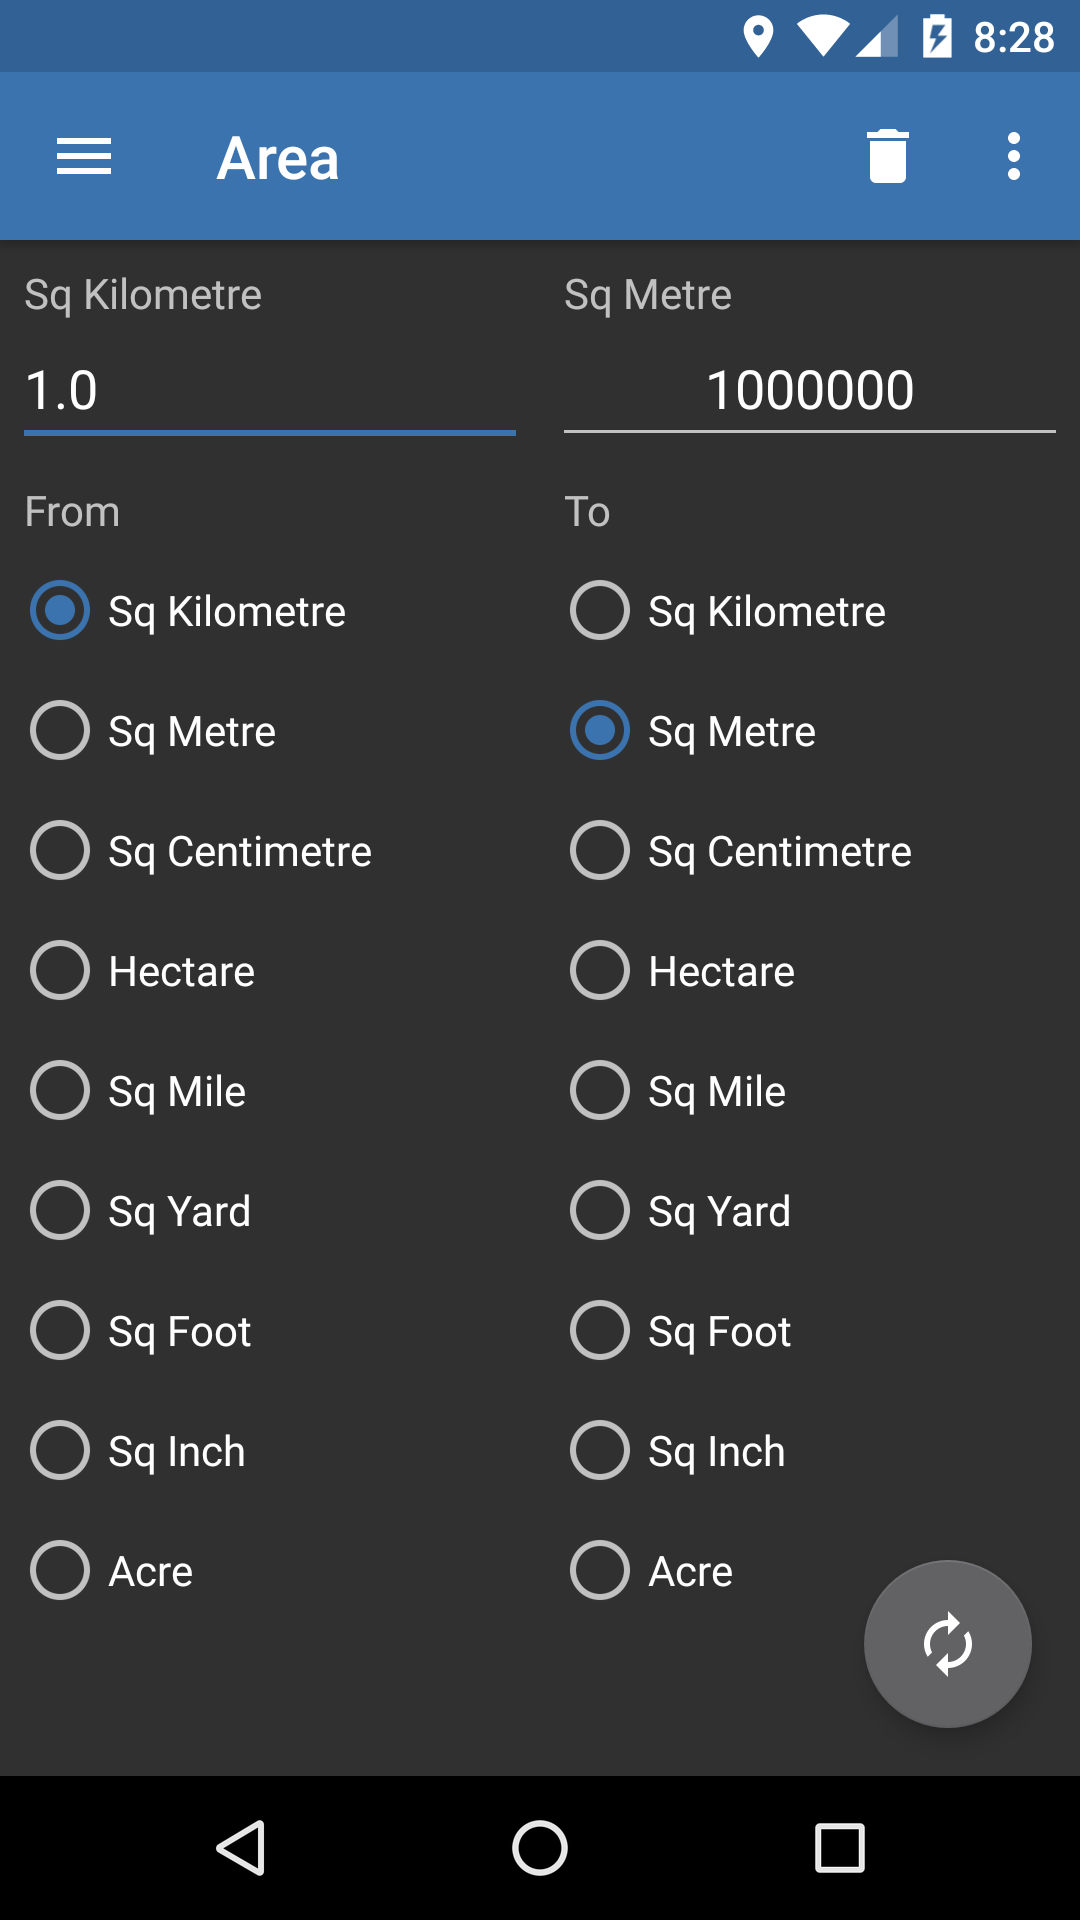 8:28
Area
Sq Kilometre Sq Metre
1.0 1000000
From To
Sq Kilometre Sq Kilometre
Sq Metre Sq Metre
Sq Centimetre Sq Centimetre
Hectare Hectare
Sq Mile Sq Mile
Sq Yard Sq Yard
Sq Foot Sq Foot
Sq Inch Sq Inch
Acre Acre